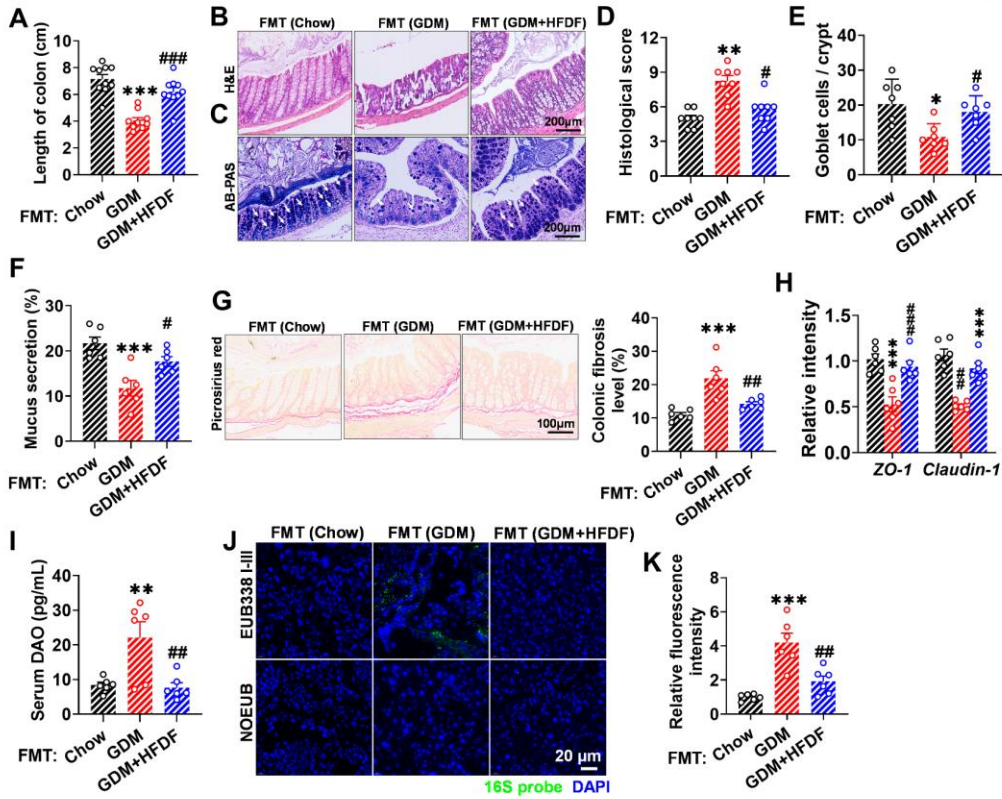 A
Length of colon (cm)
10
8
6
4
2
0
***
###
FMT:
Chow
GDM
GDM+HFDF
B
FMT (Chow)
FMT (GDM)
FMT (GDM+HFDF)
H&E
200μm
C
AB-PAS
200μm
D
Histological score
12
9
6
3
0
**
#
FMT:
Chow
GDM
GDM+HFDF
E
Goblet cells / crypt
40
30
20
10
0
*
#
FMT:
Chow
GDM
GDM+HFDF
F
Mucus secretion (%)
30
20
10
0
***
#
FMT:
Chow
GDM
GDM+HFDF
G
FMT (Chow)
FMT (GDM)
FMT (GDM+HFDF)
Picrosirius red
100μm
Colonic fibrosis
level (%)
40
30
20
10
0
***
##
FMT:
Chow
GDM
GDM+HFDF
H
Relative intensity
1.5
1.0
0.5
0.0
***
###
##
***
ZO-1 Claudin-1
I
Serum DAO (pg/mL)
40
30
20
10
0
**
##
FMT:
Chow
GDM
GDM+HFDF
J
FMT (Chow)
FMT (GDM)
FMT (GDM+HFDF)
EUB338 I-III
NOEUB
20 μm
16S probe DAPI
K
Relative fluorescence
intensity
8
6
4
2
0
***
##
FMT:
Chow
GDM
GDM+HFDF